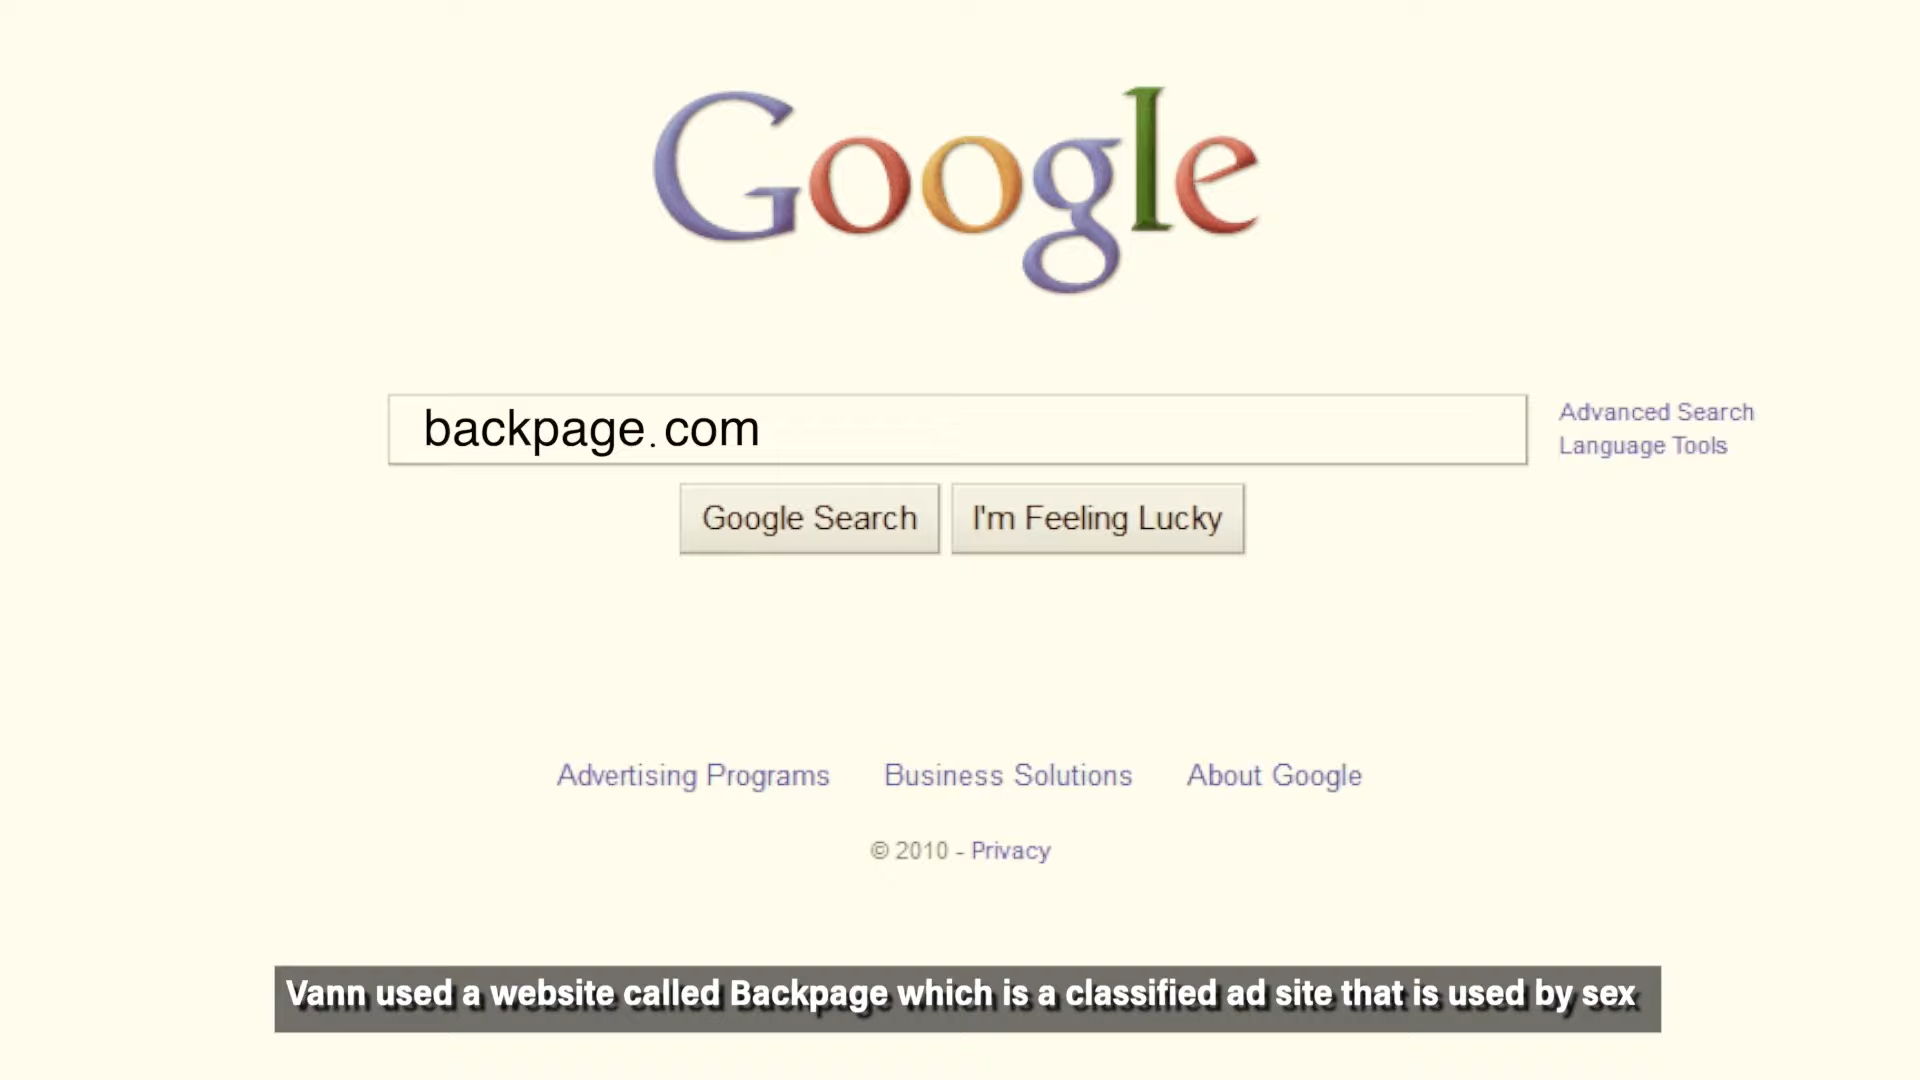 Google
backpage.com
Advanced Search
Language Tools
Google Search I'm Feeling Lucky
Advertising Programs Business Solutions About Google
© 2010 - Privacy
Vann used a website called Backpage which is a classified ad site that is used by sex